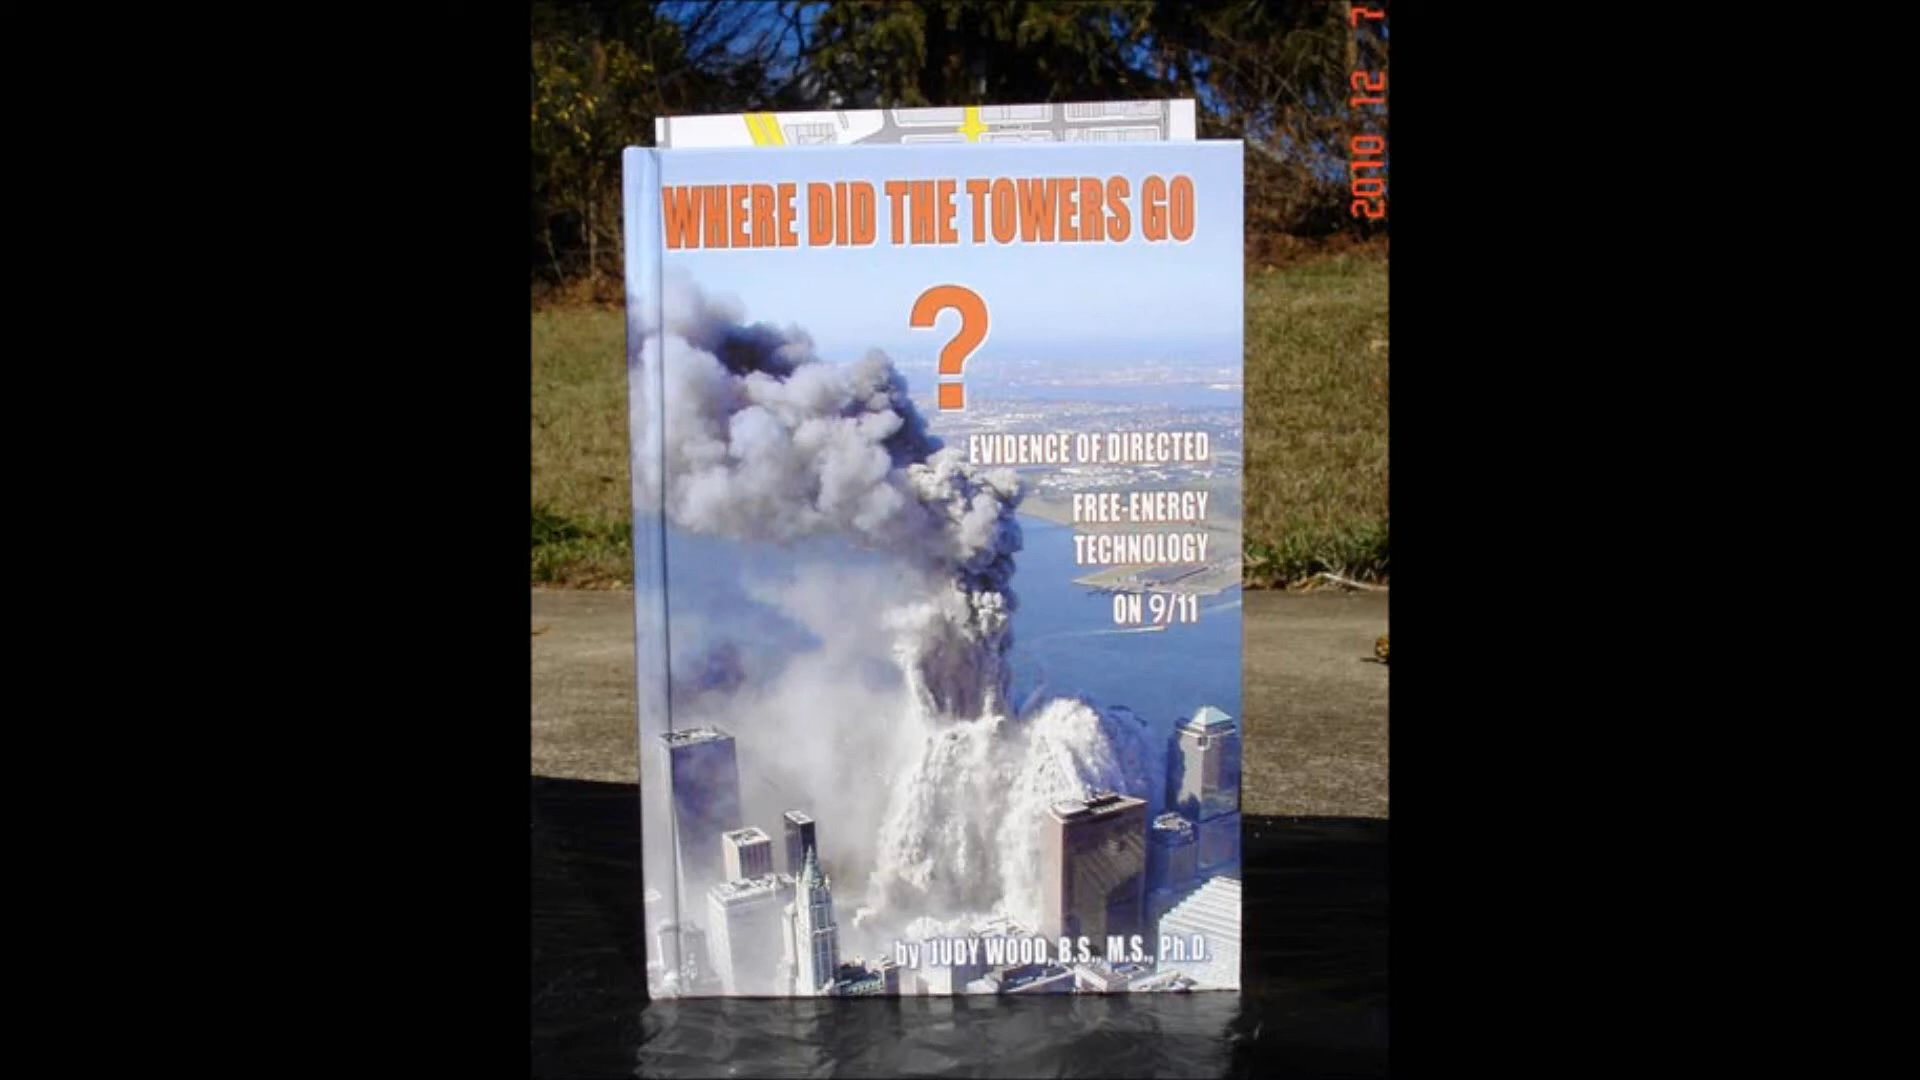 WHERE DID THE TOWERS GO
?
EVIDENCE OF DIRECTED
FREE-ENERGY
TECHNOLOGY
ON 9/11
by JUDY WOOD, B.S., M.S., Ph.D.
2010 12 7